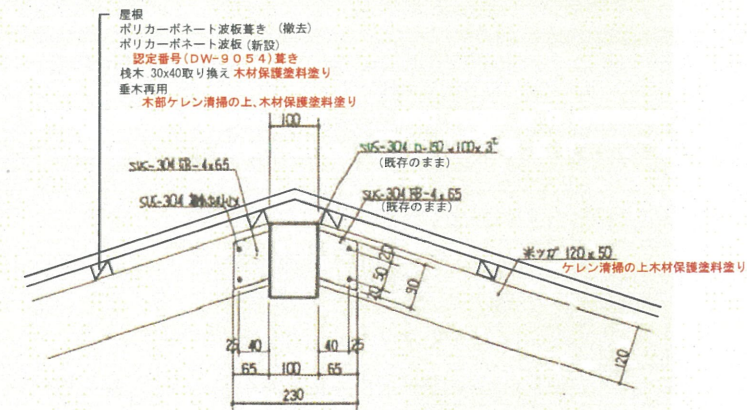 屋根
ポリカーボネート波板葺き (撤去)
ポリカーボネート波板 (新設)
認定番号(DW-9054)葺き
桟木 30x40取り換え 木材保護塗料塗り
垂木再用
木部ケレン清掃の上、木材保護塗料塗り
100
SUS-304 □-150×100×3
(既存のまま)
SUS-304 FB-4x65
SUS-304 FB-4x65
(既存のまま)
SUS-304
米ツガ 120x50
ケレン清掃の上木材保護塗料塗り
20
50
20
90
120
25 40 40 25
65 100 65
230